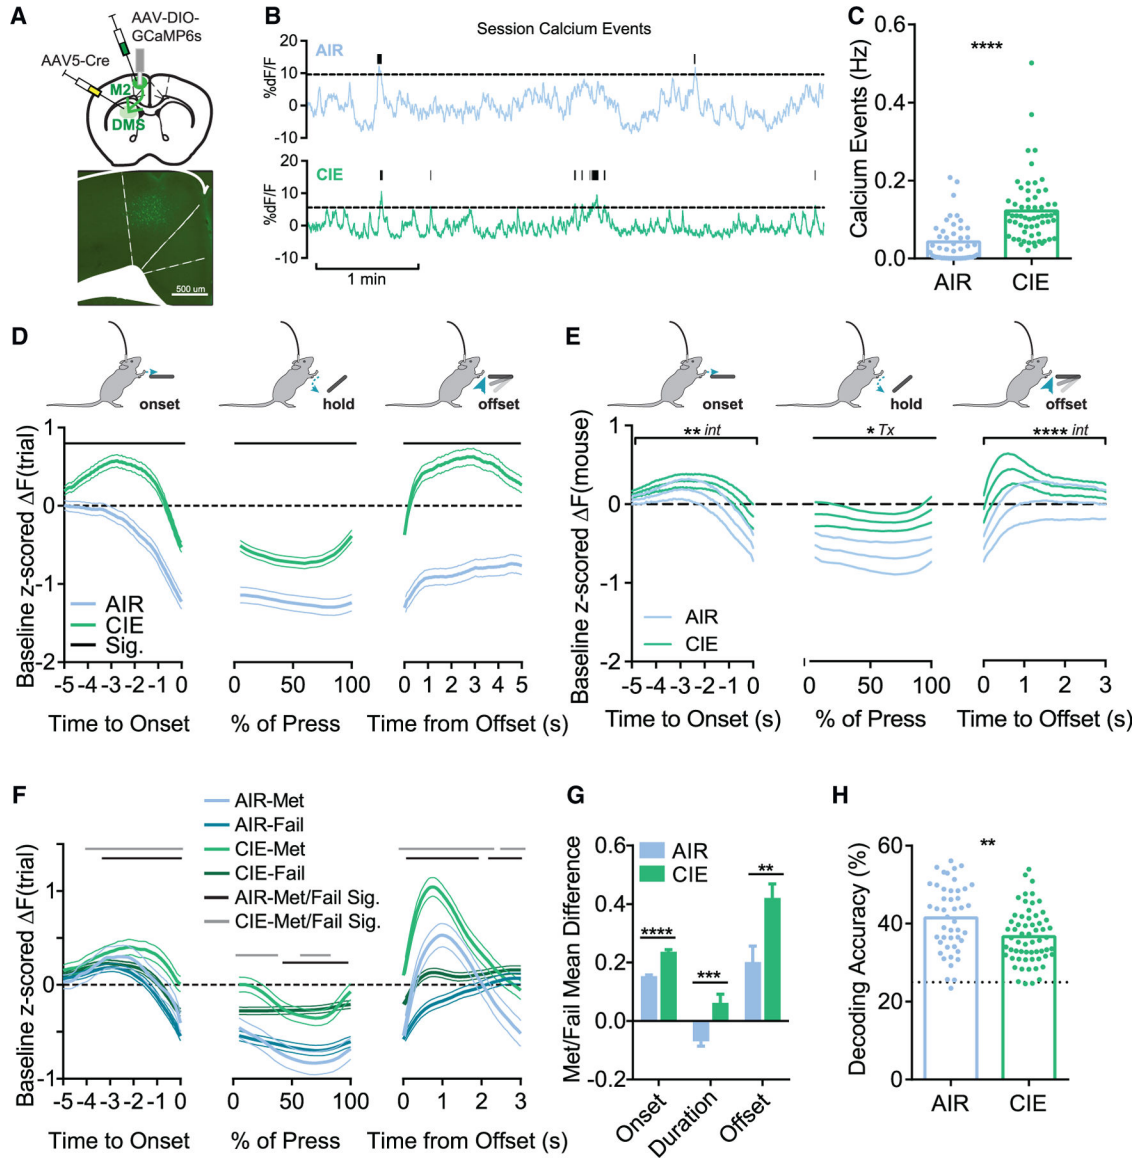 A
AAV-DIO-
GCaMP6s
AAV5-Cre
M2
DMS
500 um
B
Session Calcium Events
AIR
%dF/F
20
10
0
-10
CIE
%dF/F
20
10
0
-10
1 min
C
****
Calcium Events (Hz)
0.6
0.4
0.2
0.0
AIR CIE
D
onset hold offset
Baseline z-scored ΔF(trial)
1
0
-1
-2
AIR
CIE
Sig.
-5 -4 -3 -2 -1 0
0 50 100
0 1 2 3 4 5
Time to Onset % of Press Time from Offset (s)
E
onset hold offset
Baseline z-scored ΔF(mouse)
** int * Tx **** int
1
0
-1
-2
AIR
CIE
-5 -4 -3 -2 -1 0
0 50 100
0 1 2 3
Time to Onset (s) % of Press Time to Offset (s)
F
AIR-Met
AIR-Fail
CIE-Met
CIE-Fail
AIR-Met/Fail Sig.
CIE-Met/Fail Sig.
Baseline z-scored ΔF(trial)
1
0
-1
-5 -4 -3 -2 -1 0
0 50 100
0 1 2 3
Time to Onset % of Press Time from Offset (s)
G
Met/Fail Mean Difference
0.6
0.4
0.2
0.0
-0.2
AIR
CIE
**** *** **
Onset
Duration
Offset
H
**
Decoding Accuracy (%)
60
40
20
0
AIR CIE